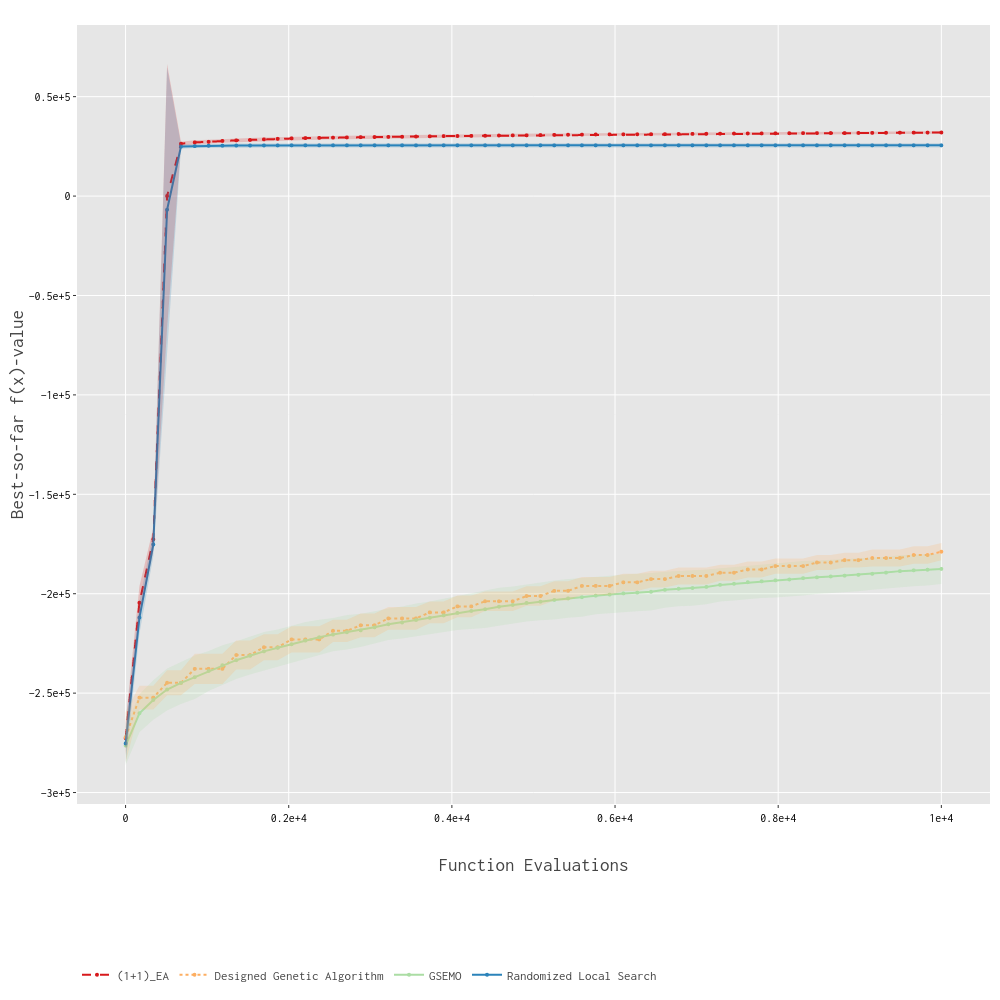 Best-so-far f(x)-value
0.5e+5
0
−0.5e+5
−1e+5
−1.5e+5
−2e+5
−2.5e+5
−3e+5
0 0.2e+4 0.4e+4 0.6e+4 0.8e+4 1e+4
Function Evaluations
(1+1)_EA Designed Genetic Algorithm GSEMO Randomized Local Search